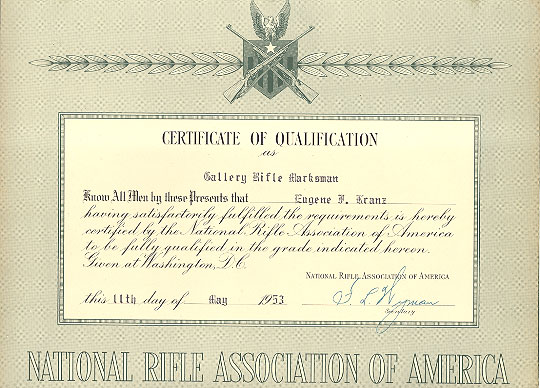 CERTIFICATE OF QUALIFICATION
as
Gallery Rifle Marksman
Know All Men by these Presents that Eugene F. Kranz
having satisfactorily fulfilled the requirements is hereby
certified by the National Rifle Association of America
to be fully qualified in the grade indicated hereon.
Given at Washington, D.C.
NATIONAL RIFLE ASSOCIATION OF AMERICA
this 11th day of May 1953
Secretary
NATIONAL RIFLE ASSOCIATION OF AMERICA